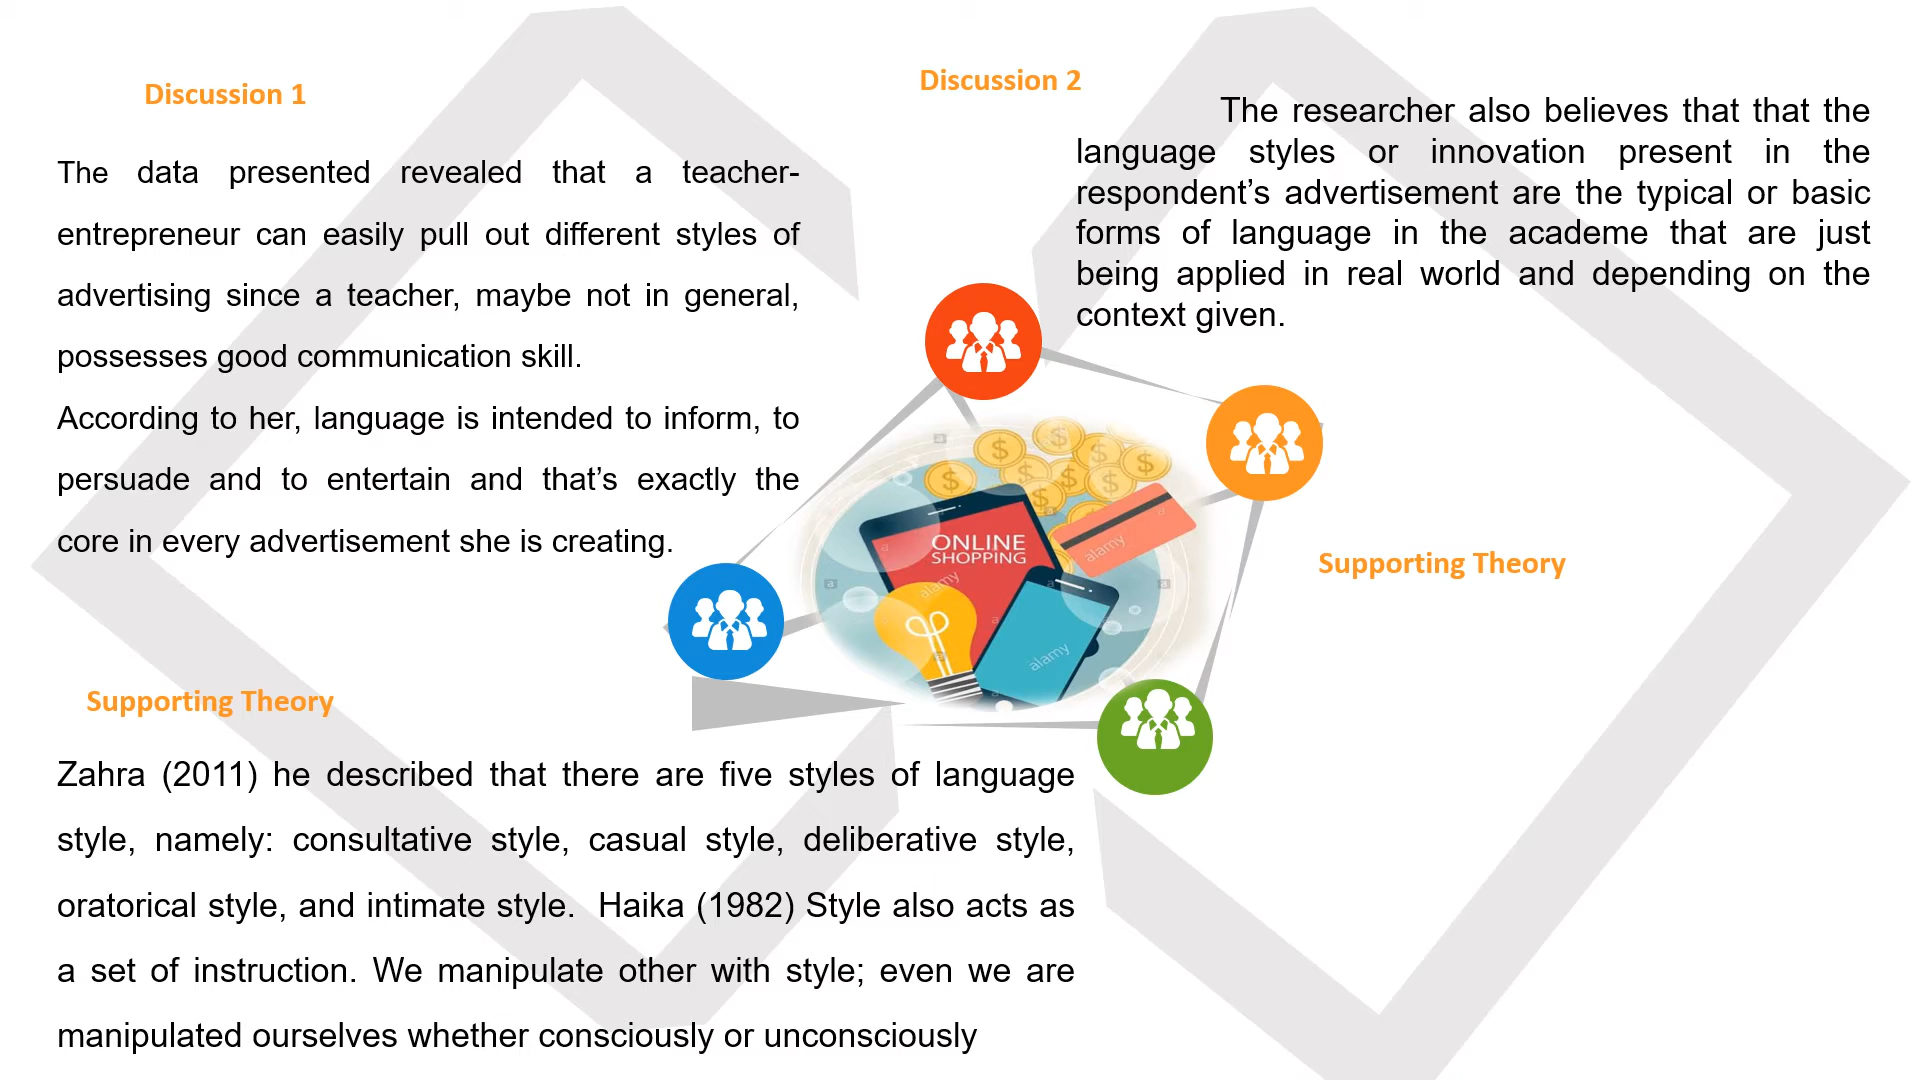 Discussion 1
The data presented revealed that a teacher-
entrepreneur can easily pull out different styles of
advertising since a teacher, maybe not in general,
possesses good communication skill.
According to her, language is intended to inform, to
persuade and to entertain and that’s exactly the
core in every advertisement she is creating.
Supporting Theory
Zahra (2011) he described that there are five styles of language
style, namely: consultative style, casual style, deliberative style,
oratorical style, and intimate style. Haika (1982) Style also acts as
a set of instruction. We manipulate other with style; even we are
manipulated ourselves whether consciously or unconsciously
Discussion 2
The researcher also believes that that the
language styles or innovation present in the
respondent’s advertisement are the typical or basic
forms of language in the academe that are just
being applied in real world and depending on the
context given.
Supporting Theory
ONLINE
SHOPPING
alamy
alamy
alamy
a
a
a
a
a
a
a
a